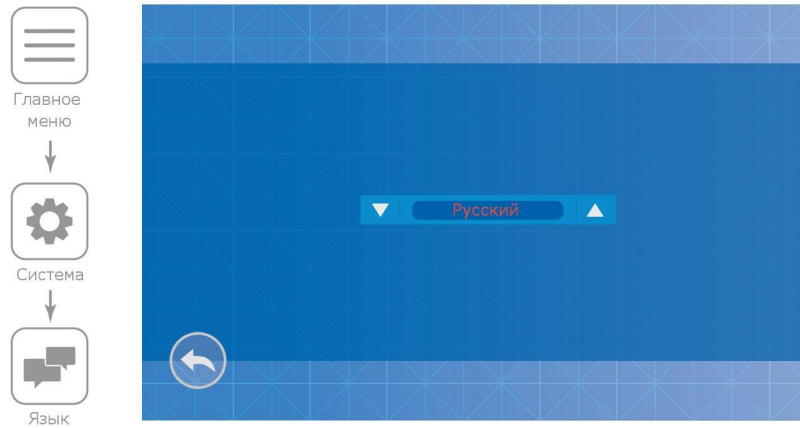 Главное
меню
Система
Язык
Русский